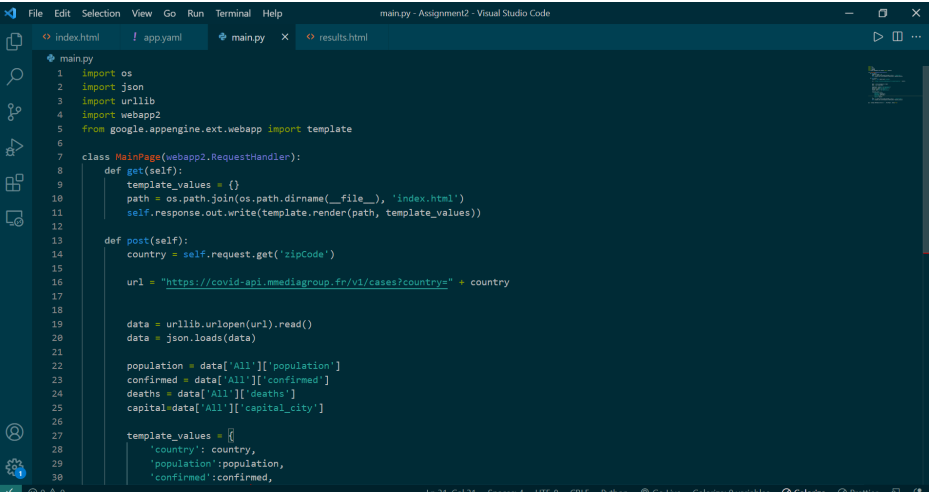 File Edit Selection View Go Run Terminal Help main.py - Assignment2 - Visual Studio Code
<> index.html ! app.yaml main.py × <> results.html
main.py
1 import os
2 import json
3 import urllib
4 import webapp2
5 from google.appengine.ext.webapp import template
6
7 class MainPage(webapp2.RequestHandler):
8 def get(self):
9 template_values = {}
10 path = os.path.join(os.path.dirname(__file__), 'index.html')
11 self.response.out.write(template.render(path, template_values))
12
13 def post(self):
14 country = self.request.get('zipCode')
15
16 url = "https://covid-api.mmediagroup.fr/v1/cases?country=" + country
17
18
19 data = urllib.urlopen(url).read()
20 data = json.loads(data)
21
22 population = data['All']['population']
23 confirmed = data['All']['confirmed']
24 deaths = data['All']['deaths']
25 capital=data['All']['capital_city']
26
27 template_values = {
28 'country': country,
29 'population':population,
30 'confirmed':confirmed,
1